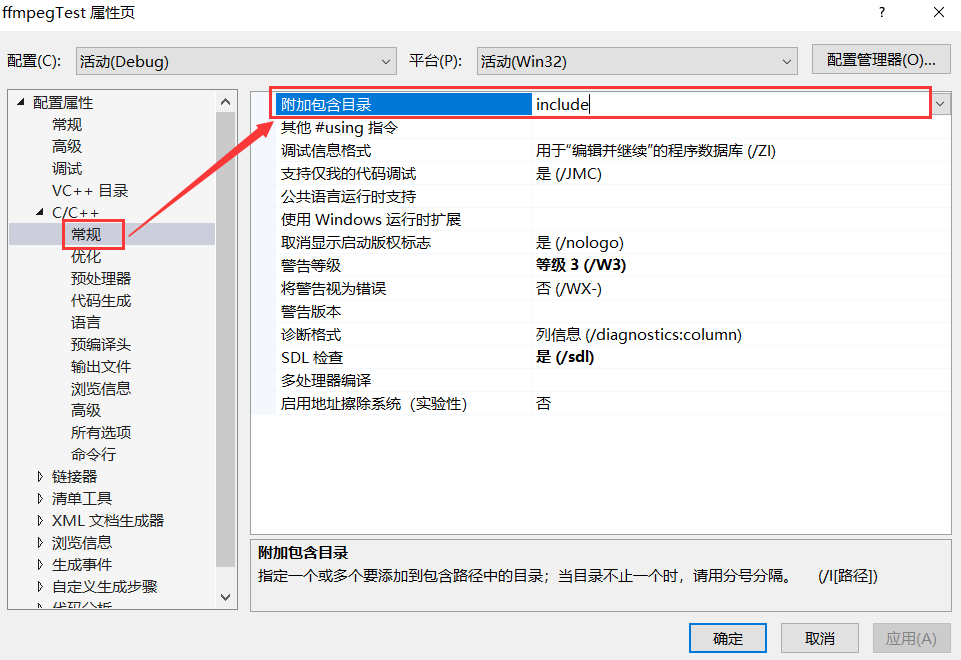 ffmpegTest 属性页
配置(C): 活动(Debug) 平台(P): 活动(Win32) 配置管理器(O)...
配置属性
常规
高级
调试
VC++ 目录
C/C++
常规
优化
预处理器
代码生成
语言
预编译头
输出文件
浏览信息
高级
所有选项
命令行
链接器
清单工具
XML 文档生成器
浏览信息
生成事件
自定义生成步骤
代码分析
附加包含目录 include
其他 #using 指令
调试信息格式 用于“编辑并继续”的程序数据库 (/ZI)
支持仅我的代码调试 是 (/JMC)
公共语言运行时支持
使用 Windows 运行时扩展
取消显示启动版权标志 是 (/nologo)
警告等级 等级 3 (/W3)
将警告视为错误 否 (/WX-)
警告版本
诊断格式 列信息 (/diagnostics:column)
SDL 检查 是 (/sdl)
多处理器编译
启用地址擦除系统 (实验性) 否
附加包含目录
指定一个或多个要添加到包含路径中的目录；当目录不止一个时，请用分号分隔。 (/I[路径])
确定 取消 应用(A)